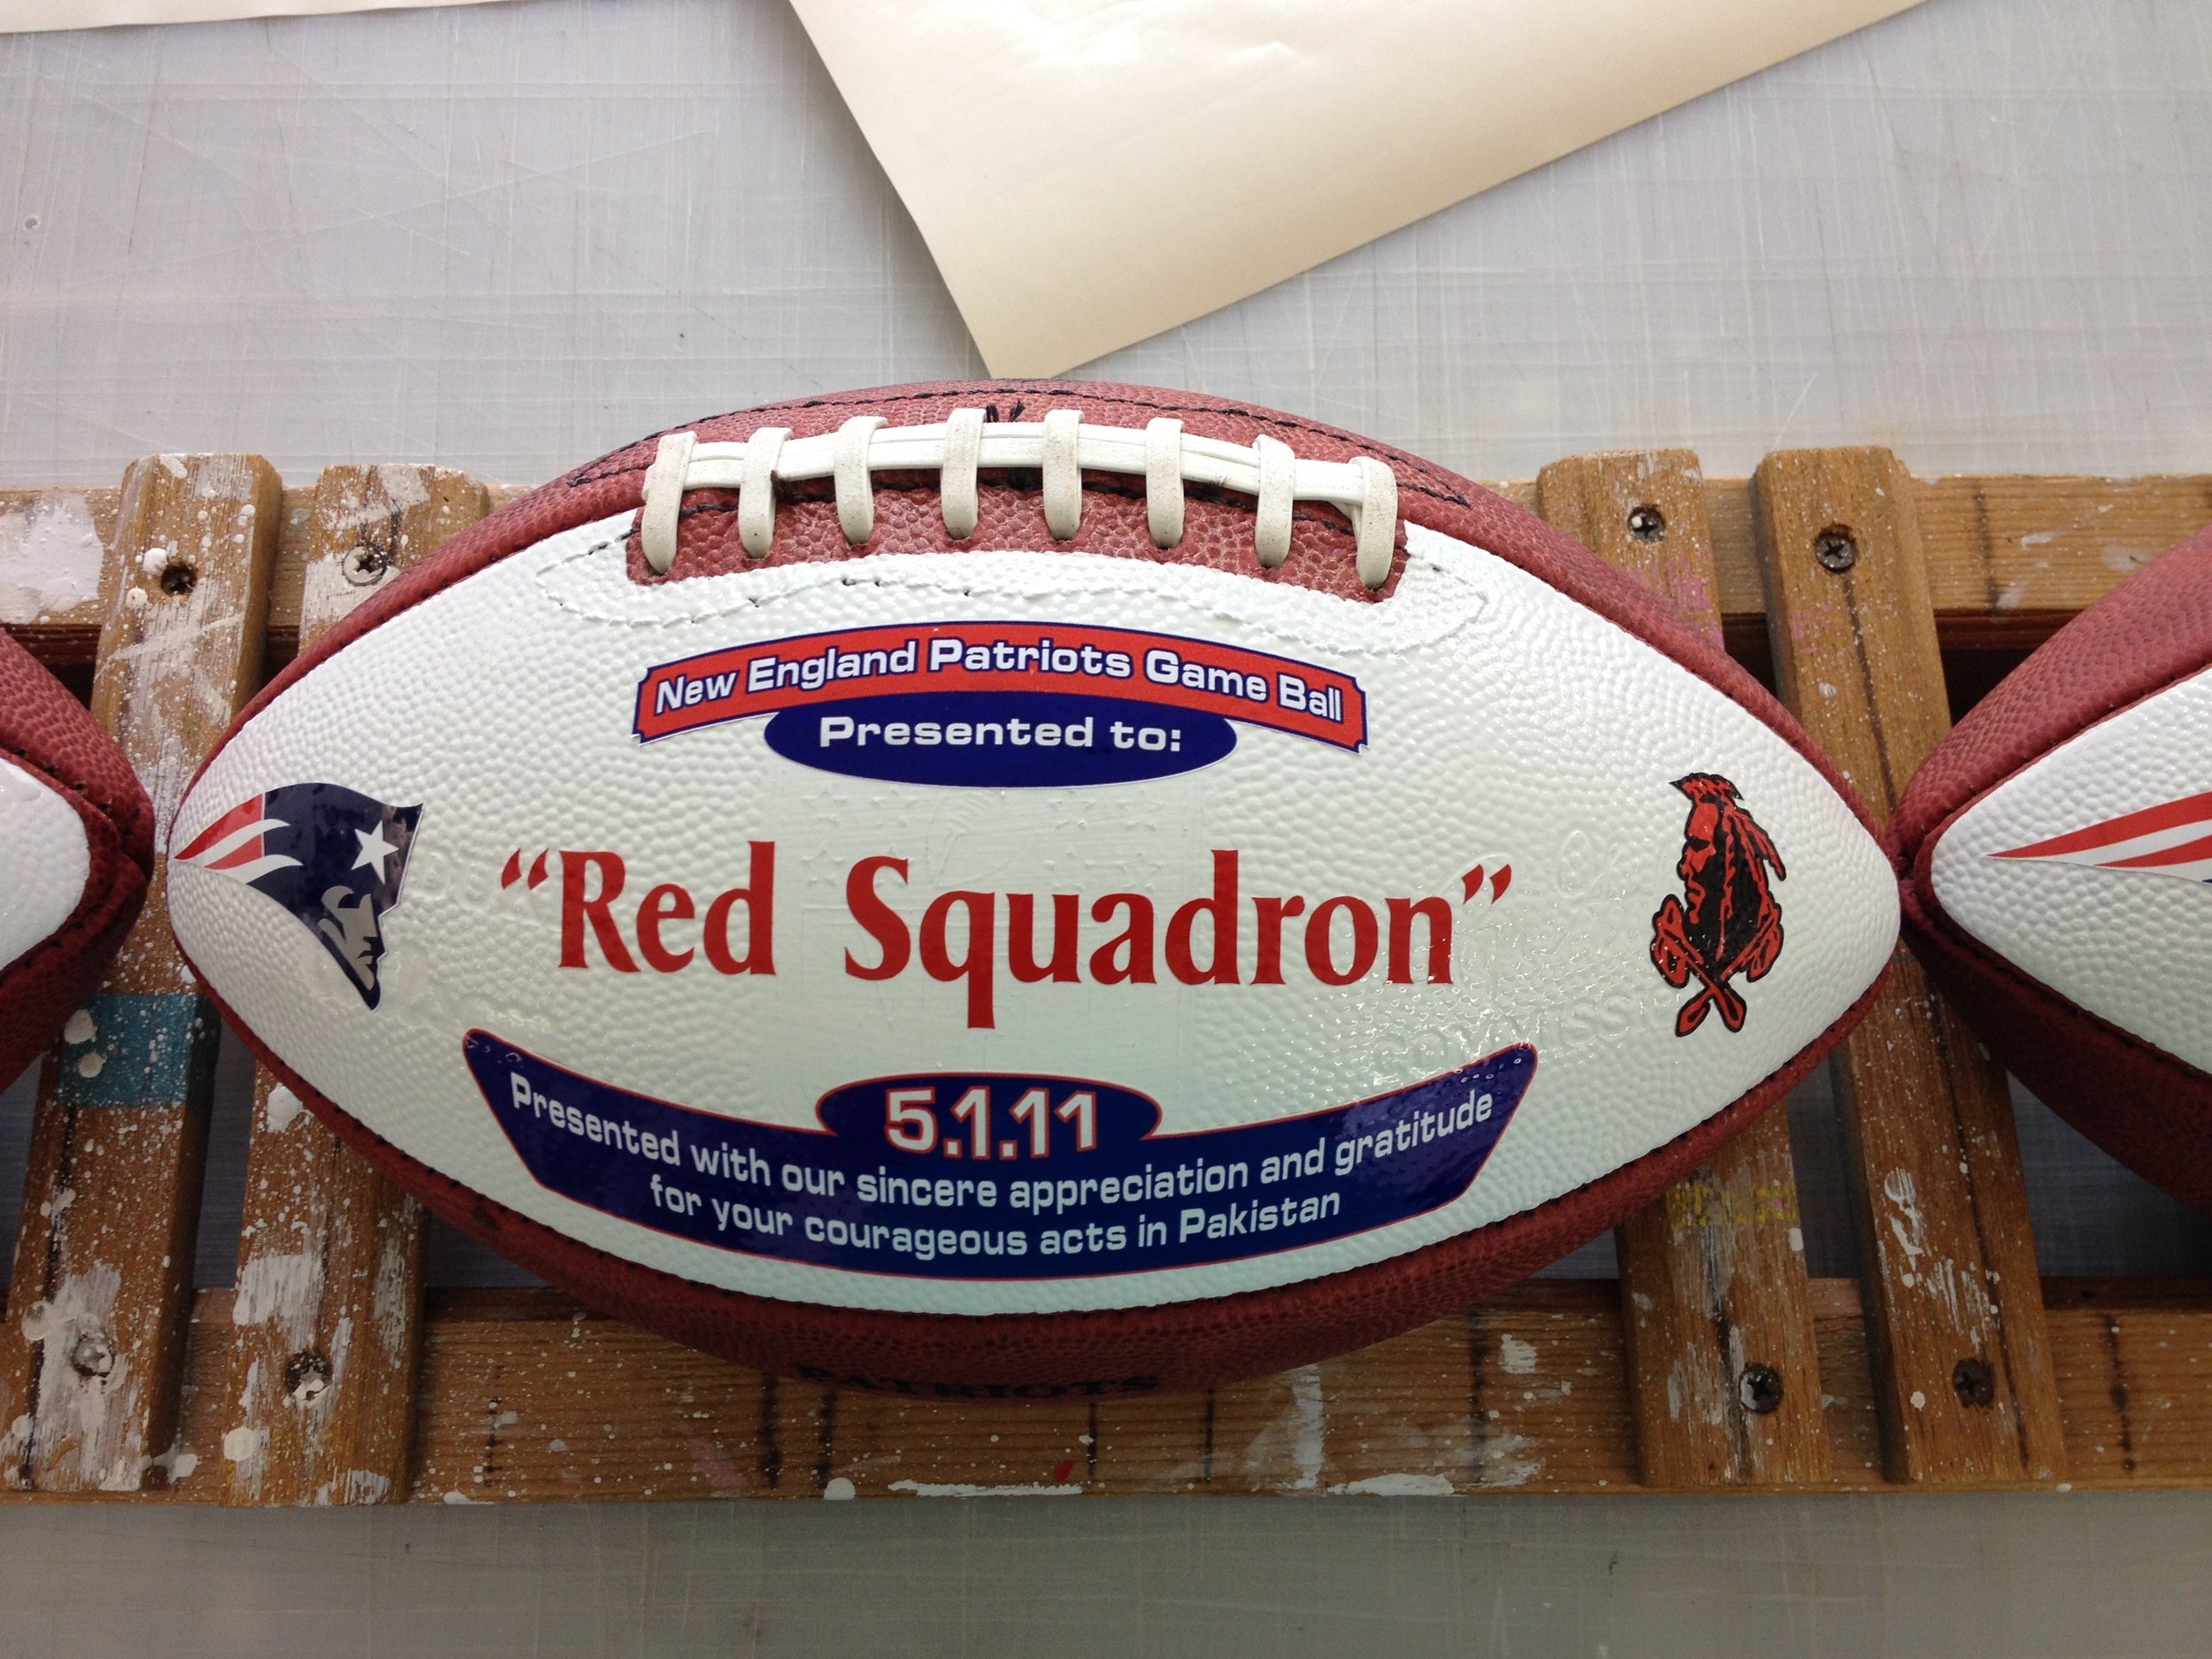 New England Patriots Game Ball
Presented to:
“Red Squadron”
5.1.11
Presented with our sincere appreciation and gratitude
for your courageous acts in Pakistan
PATRIOTS